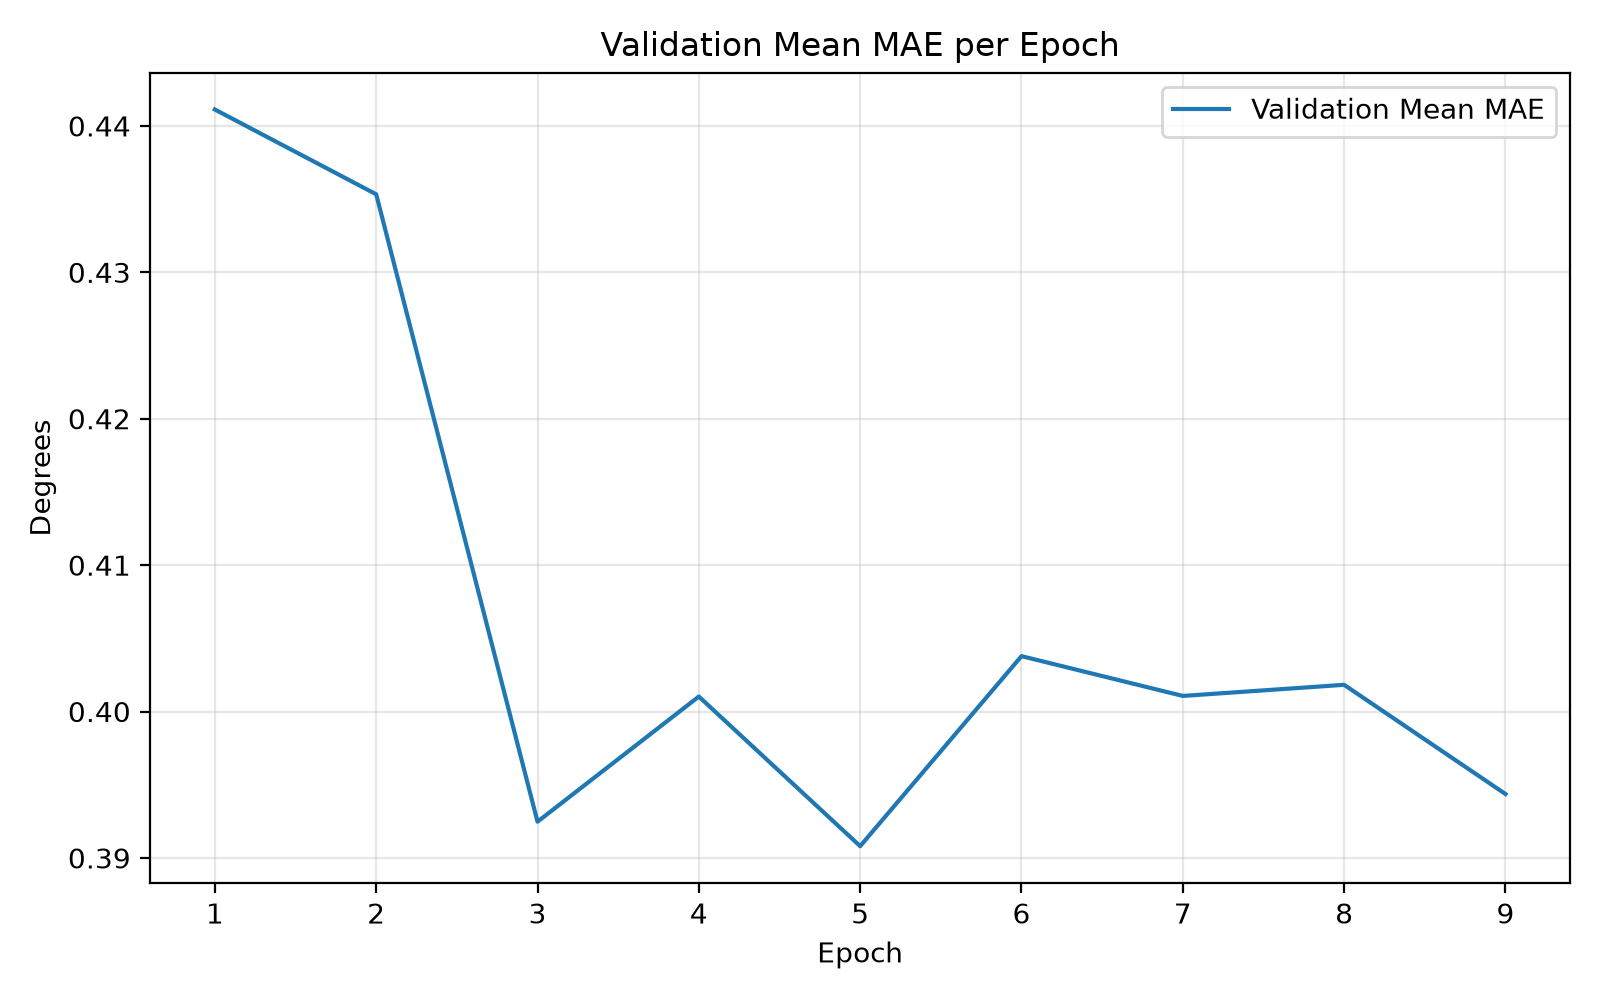 Validation Mean MAE per Epoch
Validation Mean MAE
0.44
0.43
0.42
0.41
0.40
0.39
Degrees
1 2 3 4 5 6 7 8 9
Epoch